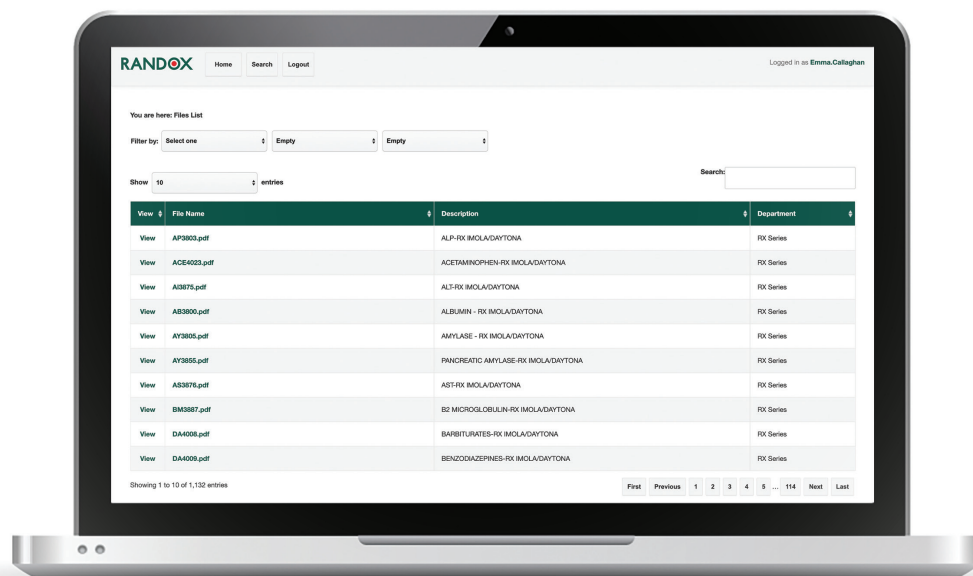 RANDOX Home Search Logout Logged in as Emma.Callaghan
You are here: Files List
Filter by: Select one Empty Empty
Search:
Show 10 entries
View File Name Description Department
View AP3803.pdf ALP-RX IMOLA/DAYTONA RX Series
View ACE4023.pdf ACETAMINOPHEN-RX IMOLA/DAYTONA RX Series
View Al3875.pdf ALT-RX IMOLA/DAYTONA RX Series
View AB3800.pdf ALBUMIN - RX IMOLA/DAYTONA RX Series
View AY3805.pdf AMYLASE - RX IMOLA/DAYTONA RX Series
View AY3855.pdf PANCREATIC AMYLASE-RX IMOLA/DAYTONA RX Series
View AS3876.pdf AST-RX IMOLA/DAYTONA RX Series
View BM3887.pdf B2 MICROGLOBULIN-RX IMOLA/DAYTONA RX Series
View DA4008.pdf BARBITURATES-RX IMOLA/DAYTONA RX Series
View DA4009.pdf BENZODIAZEPINES-RX IMOLA/DAYTONA RX Series
Showing 1 to 10 of 1,132 entries First Previous 1 2 3 4 5 ... 114 Next Last